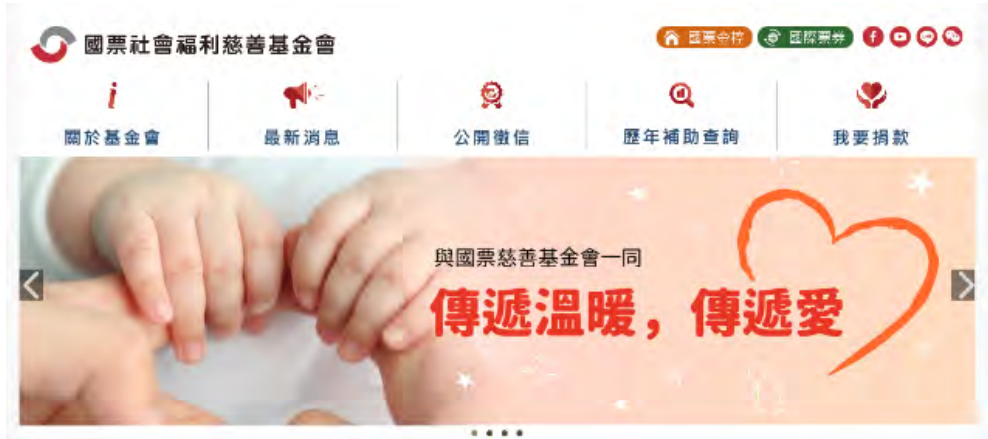 國票社會福利慈善基金會
國票金控
國際票券
關於基金會
最新消息
公開徵信
歷年補助查詢
我要捐款
與國票慈善基金會一同
傳遞溫暖，傳遞愛